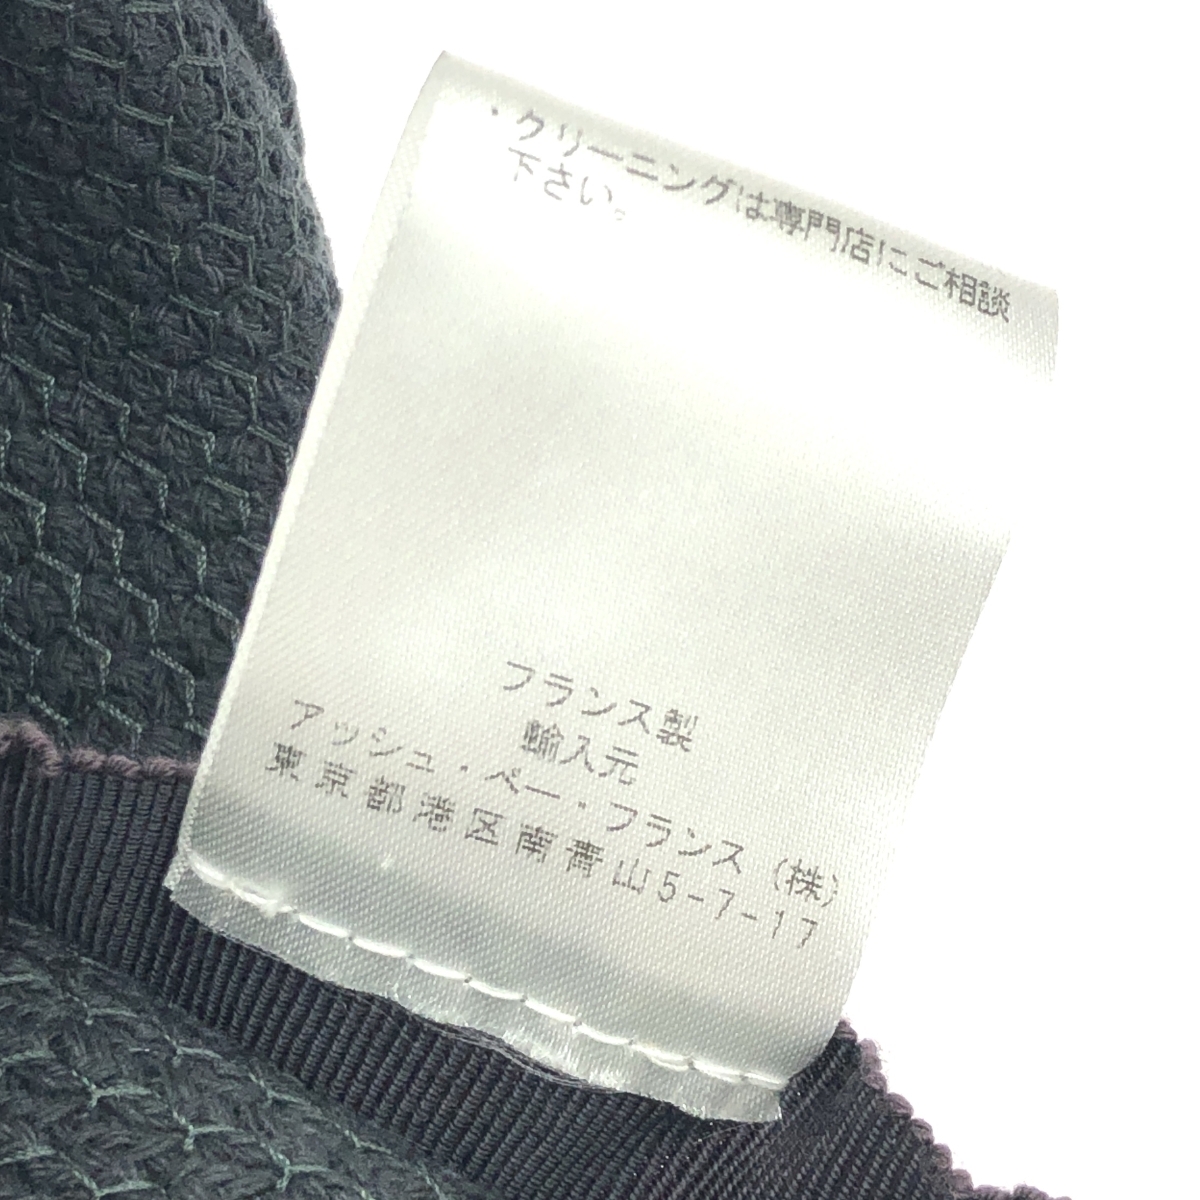 ・クリーニングは専門店にご相談
下さい。
フランス製
輸入元
アッシュ・ペー・フランス(株)
東京都港区南青山5-7-17